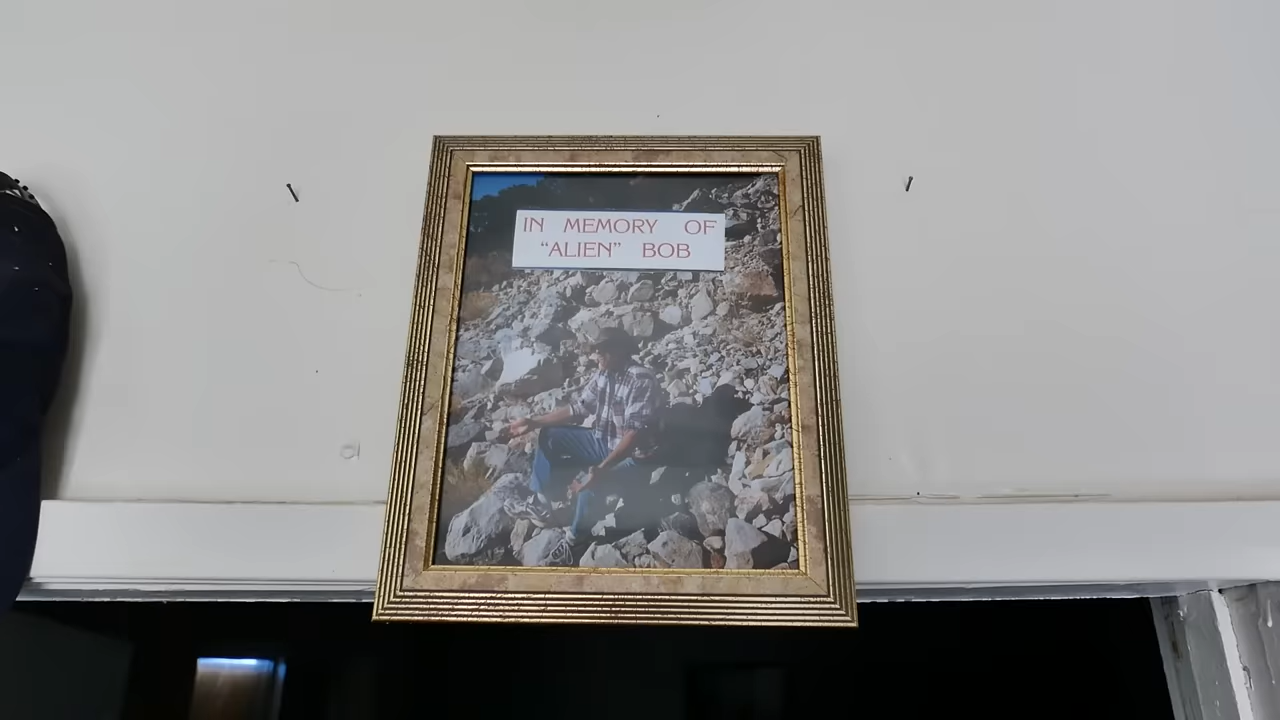 IN MEMORY OF
“ALIEN” BOB